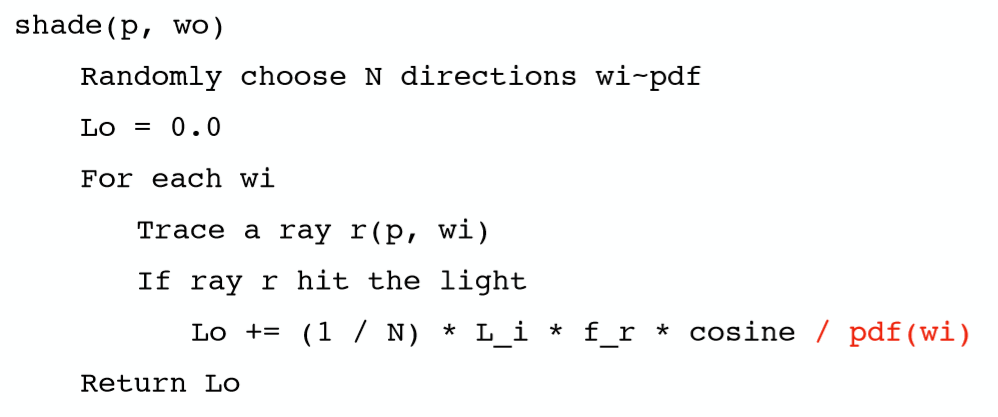 shade(p, wo)
Randomly choose N directions wi~pdf
Lo = 0.0
For each wi
Trace a ray r(p, wi)
If ray r hit the light
Lo += (1 / N) * L_i * f_r * cosine / pdf(wi)
Return Lo